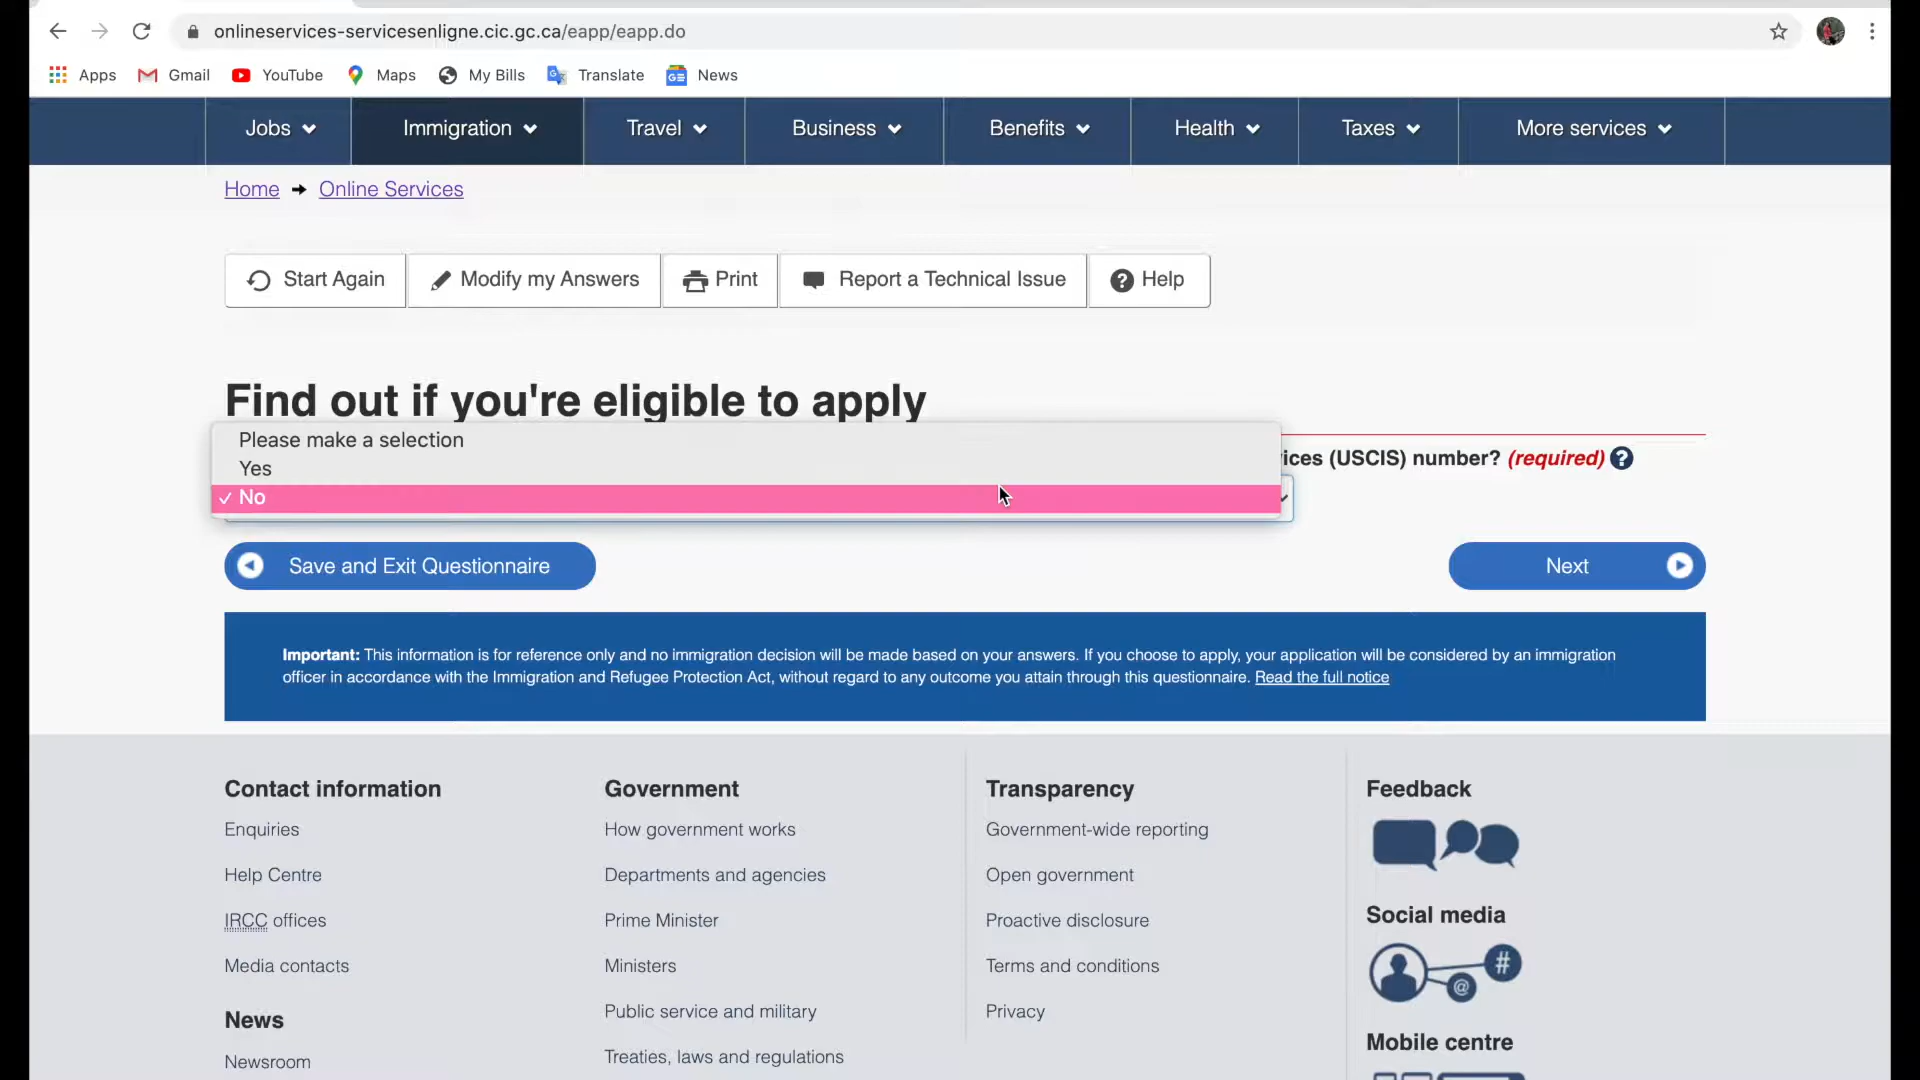 onlineservices-servicesenligne.cic.gc.ca/eapp/eapp.do
Apps Gmail YouTube Maps My Bills Translate News
Jobs Immigration Travel Business Benefits Health Taxes More services
Home Online Services
Start Again Modify my Answers Print Report a Technical Issue Help
Find out if you're eligible to apply
Please make a selection
ices (USCIS) number? (required)
Yes
No
Save and Exit Questionnaire Next
Important: This information is for reference only and no immigration decision will be made based on your answers. If you choose to apply, your application will be considered by an immigration
officer in accordance with the Immigration and Refugee Protection Act, without regard to any outcome you attain through this questionnaire. Read the full notice
Contact information
Enquiries
Help Centre
IRCC offices
Media contacts
News
Newsroom
Government
How government works
Departments and agencies
Prime Minister
Ministers
Public service and military
Treaties, laws and regulations
Transparency
Government-wide reporting
Open government
Proactive disclosure
Terms and conditions
Privacy
Feedback
Social media
Mobile centre